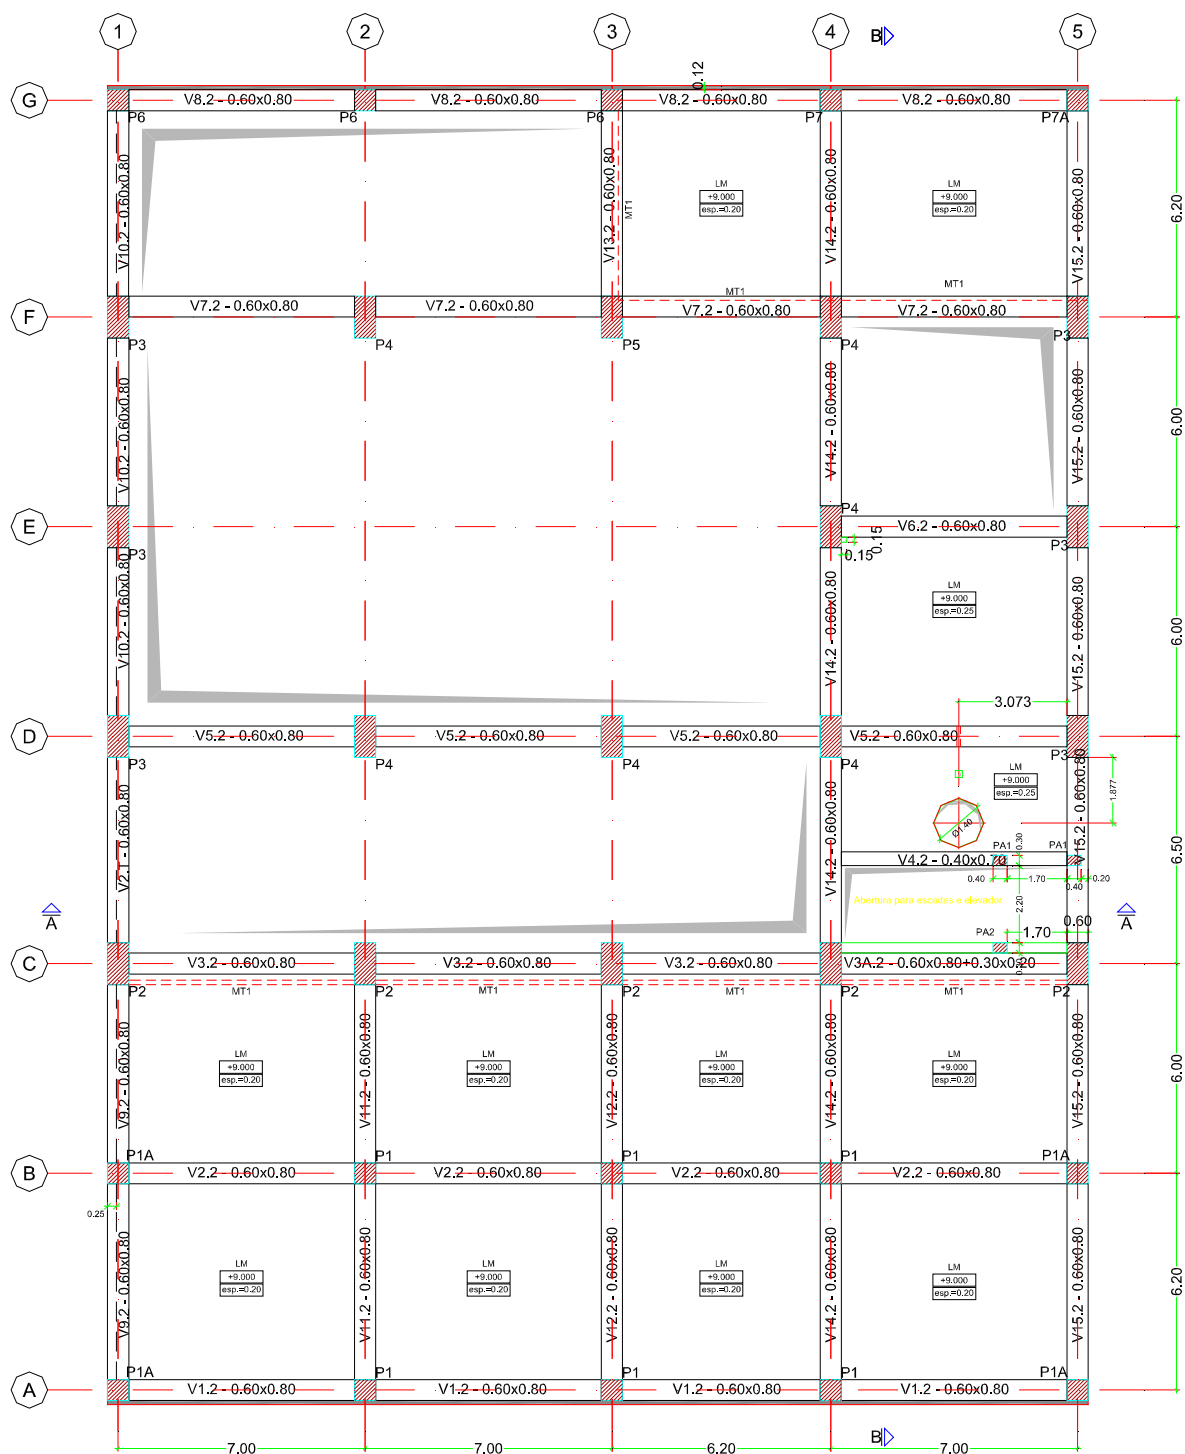 1 2 3 4 5
B
0.12
G
V8.2 - 0.60x0.80 V8.2 - 0.60x0.80 V8.2 - 0.60x0.80 V8.2 - 0.60x0.80
P6 P6 P6 P7 P7A
V10.2 - 0.60x0.80 V13.2 - 0.60x0.80 V14.2 - 0.60x0.80 V15.2 - 0.60x0.80
LM LM
+9.000 +9.000
esp.=0.20 esp.=0.20
MT1
6.20
MT1 MT1
F
V7.2 - 0.60x0.80 V7.2 - 0.60x0.80 V7.2 - 0.60x0.80 V7.2 - 0.60x0.80
P3 P4 P5 P4 P3
V10.2 - 0.60x0.80 V14.2 - 0.60x0.80 V15.2 - 0.60x0.80
6.00
P4
E
V6.2 - 0.60x0.80
P3 P3
0.15
0.15
V10.2 - 0.60x0.80 V14.2 - 0.60x0.80 V15.2 - 0.60x0.80
LM
+9.000
esp.=0.25
6.00
3.073
D
V5.2 - 0.60x0.80 V5.2 - 0.60x0.80 V5.2 - 0.60x0.80 V5.2 - 0.60x0.80
P3 P4 P4 P4 P3
LM
+9.000
esp.=0.25
1.877
V2.1 - 0.60x0.80 V14.2 - 0.60x0.80 V15.2 - 0.60x0.80
Ø1.40
PA1 0.30 PA1
V4.2 - 0.40x0.70
6.50
0.40 1.70 0.40 0.20
Abertura para escadas e elevador
2.20
A A
0.60
PA2 1.70
C
V3.2 - 0.60x0.80 V3.2 - 0.60x0.80 V3.2 - 0.60x0.80 V3A.2 - 0.60x0.80+0.30x0.20
P2 MT1 MT1 P2 P2 MT1 P2 MT1 P2
V9.2 - 0.60x0.80 V11.2 - 0.60x0.80 V12.2 - 0.60x0.80 V14.2 - 0.60x0.80 V15.2 - 0.60x0.80
LM LM LM LM
+9.000 +9.000 +9.000 +9.000
esp.=0.20 esp.=0.20 esp.=0.20 esp.=0.20
6.00
P1A P1 P1 P1 P1A
B
V2.2 - 0.60x0.80 V2.2 - 0.60x0.80 V2.2 - 0.60x0.80 V2.2 - 0.60x0.80
0.25
V9.2 - 0.60x0.80 V11.2 - 0.60x0.80 V12.2 - 0.60x0.80 V14.2 - 0.60x0.80 V15.2 - 0.60x0.80
LM LM LM LM
+9.000 +9.000 +9.000 +9.000
esp.=0.20 esp.=0.20 esp.=0.20 esp.=0.20
6.20
P1A P1 P1 P1 P1A
A
V1.2 - 0.60x0.80 V1.2 - 0.60x0.80 V1.2 - 0.60x0.80 V1.2 - 0.60x0.80
B
7.00 7.00 6.20 7.00